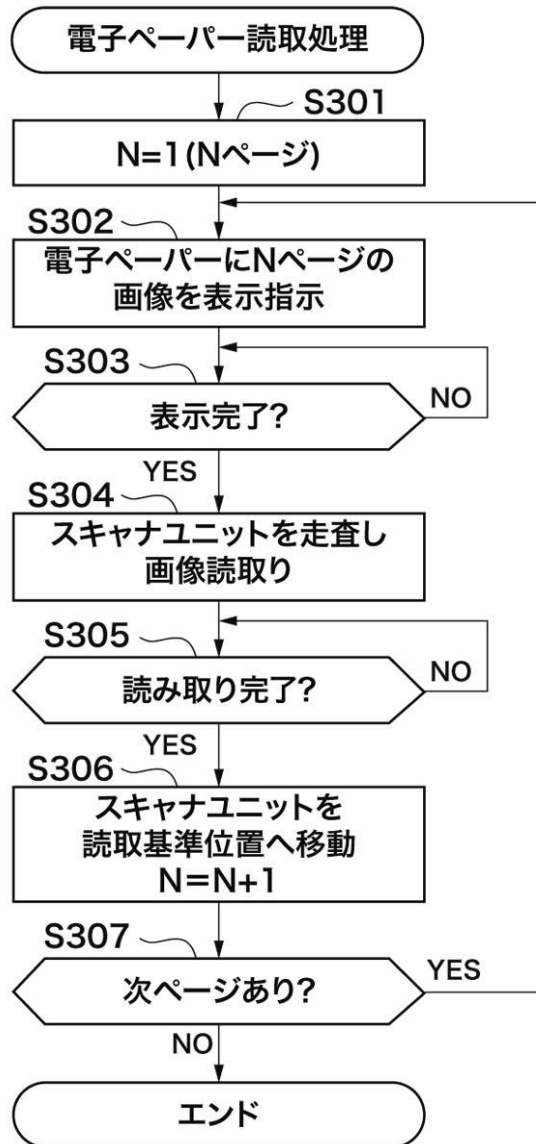 電子ペーパー読取処理
S301
N=1(Nページ)
S302
電子ペーパーにNページの
画像を表示指示
S303
表示完了?
NO
YES
S304
スキャナユニットを走査し
画像読取り
S305
読み取り完了?
NO
YES
S306
スキャナユニットを
読取基準位置へ移動
N=N+1
S307
次ページあり?
YES
NO
エンド